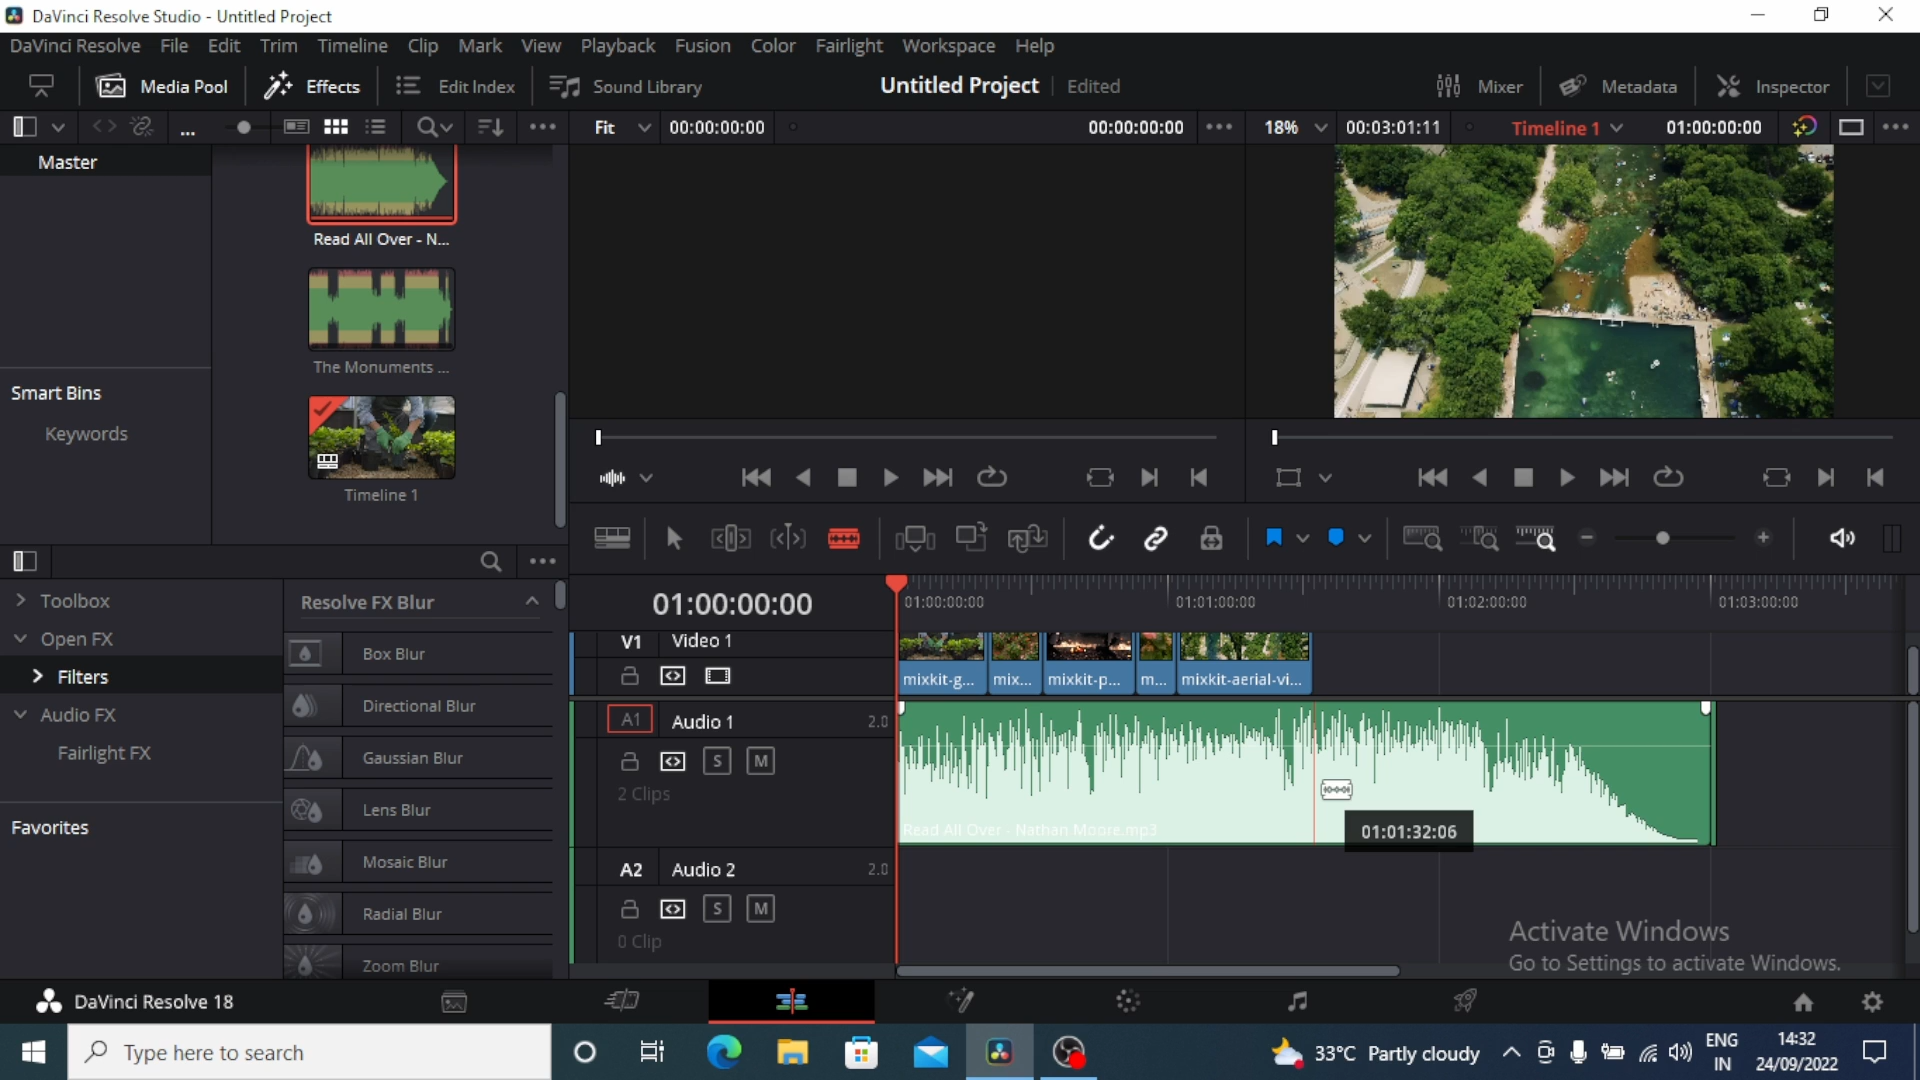 DaVinci Resolve Studio - Untitled Project
DaVinci Resolve File Edit Trim Timeline Clip Mark View Playback Fusion Color Fairlight Workspace Help
Media Pool Effects Edit Index Sound Library Untitled Project Edited Mixer Metadata Inspector
... Fit 00:00:00:00 00:00:00:00 18% 00:03:01:11 Timeline 1 01:00:00:00
Master
Read All Over - N...
The Monuments ...
Smart Bins
Keywords
Timeline 1
Toolbox
Open FX
Filters
Audio FX
Fairlight FX
Favorites
Resolve FX Blur
Box Blur
Directional Blur
Gaussian Blur
Lens Blur
Mosaic Blur
Radial Blur
Zoom Blur
01:00:00:00
01:00:00:00 01:01:00:00 01:02:00:00 01:03:00:00
V1 Video 1
mixkit-g... mix... mixkit-p... m... mixkit-aerial-vi...
A1 Audio 1 2.0
S M
2 Clips
Read All Over - Nathan Moore.mp3
01:01:32:06
A2 Audio 2 2.0
S M
0 Clip
Activate Windows
Go to Settings to activate Windows.
DaVinci Resolve 18
Type here to search
33°C Partly cloudy
ENG
IN
14:32
24/09/2022